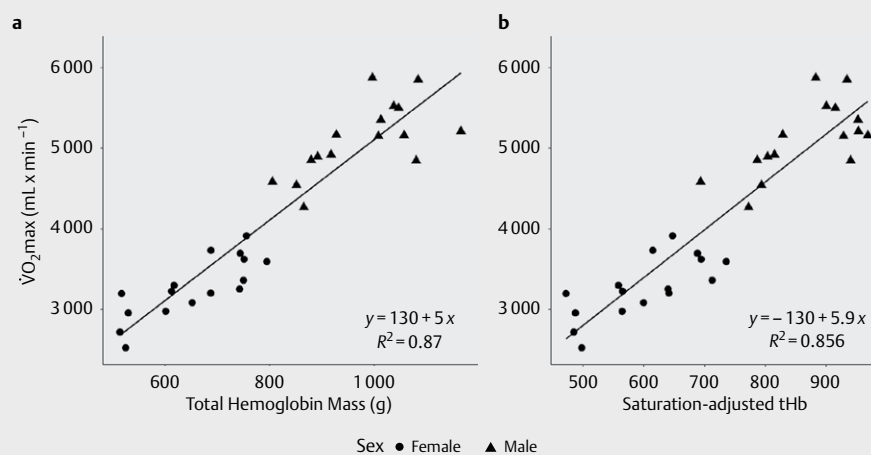 a
b
6 000
5 000
4 000
3 000
V̇O₂max (mL x min⁻¹)
y = 130 + 5 x
R² = 0.87
600
800
1 000
Total Hemoglobin Mass (g)
6 000
5 000
4 000
3 000
y = – 130 + 5.9 x
R² = 0.856
500
600
700
800
900
Saturation-adjusted tHb
Sex ● Female ▲ Male